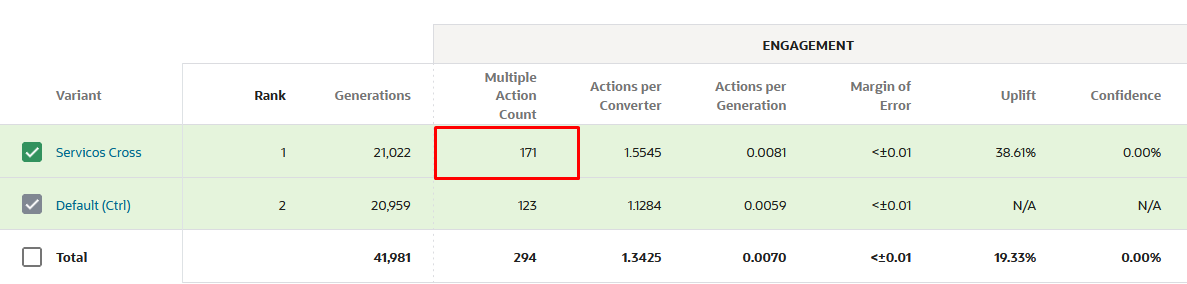 ENGAGEMENT
Variant Rank Generations Multiple Action Count Actions per Converter Actions per Generation Margin of Error Uplift Confidence
Servicos Cross 1 21,022 171 1.5545 0.0081 <±0.01 38.61% 0.00%
Default (Ctrl) 2 20,959 123 1.1284 0.0059 <±0.01 N/A N/A
Total 41,981 294 1.3425 0.0070 <±0.01 19.33% 0.00%